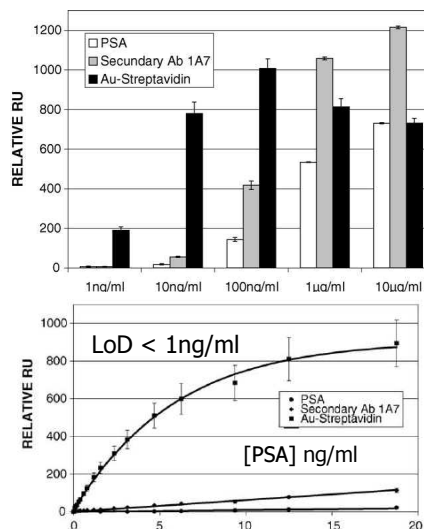 1200
1000
800
600
400
200
0
RELATIVE RU
PSA
Secundary Ab 1A7
Au-Streptavidin
1ng/ml 10ng/ml 100ng/ml 1µg/ml 10µg/ml
LoD < 1ng/ml
1000
800
600
400
200
0
RELATIVE RU
PSA
Secundary Ab 1A7
Au-Streptavidin
[PSA] ng/ml
0 5 10 15 20